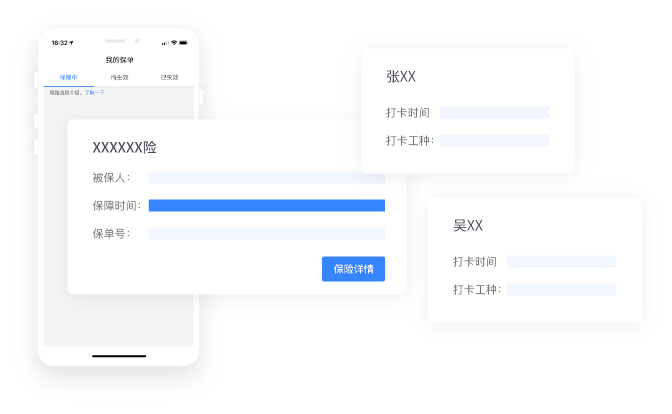 16:32
我的保单
保障中 待生效 已失效
了解一下
XXXXXX险
被保人:
保障时间:
保单号:
保险详情
张XX
打卡时间
打卡工种:
吴XX
打卡时间
打卡工种: